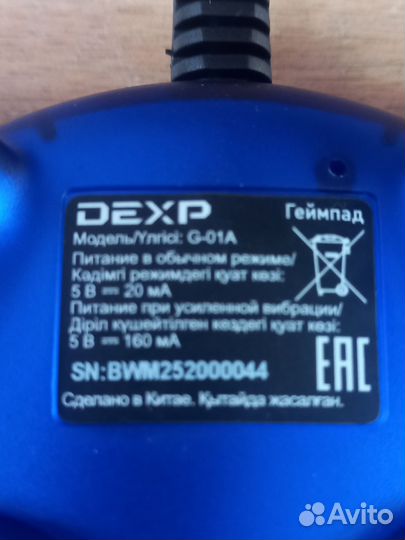 DEXP
Геймпад
Модель/Үлгісі: G-01A
Питание в обычном режиме/
Кәдімгі режимдегі қуат көзі:
5 В ⎓ 20 мА
Питание при усиленной вибрации/
Діріл күшейтілген кездегі қуат көзі:
5 В ⎓ 160 мА
SN:BWM252000044
EAC
Сделано в Китае. Қытайда жасалған.
Avito